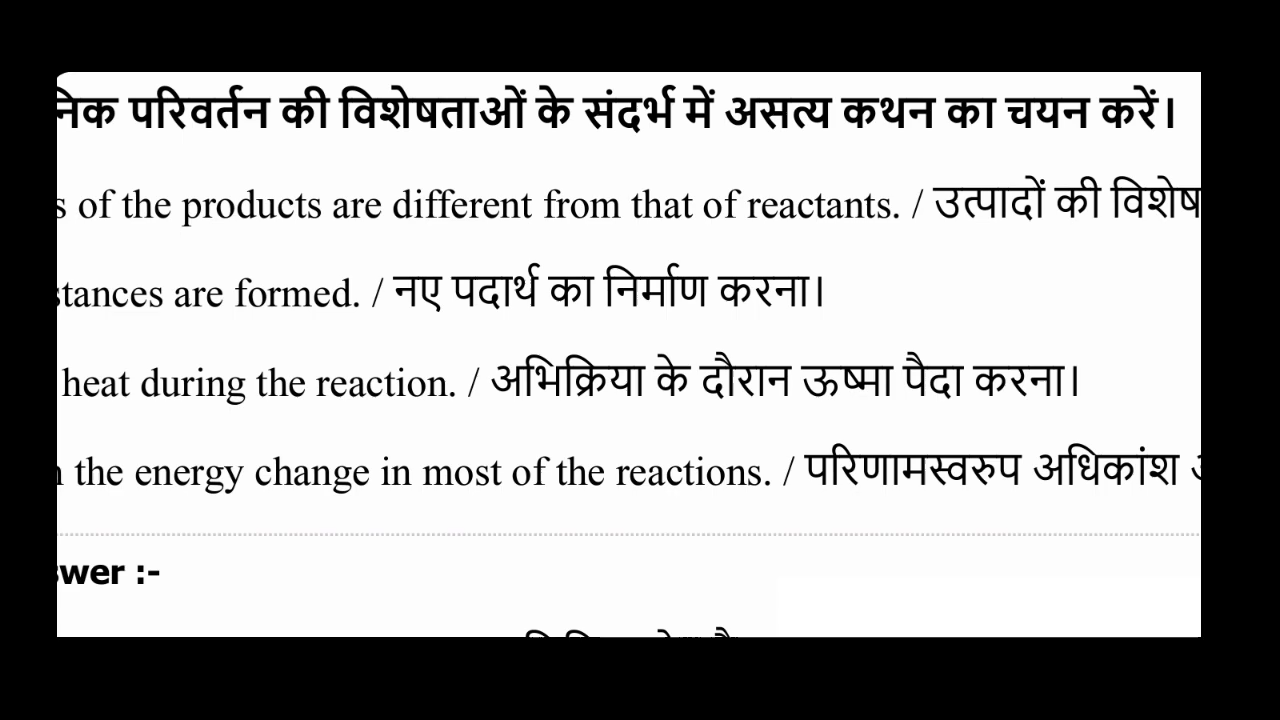 निक परिवर्तन की विशेषताओं के संदर्भ में असत्य कथन का चयन करें।
s of the products are different from that of reactants. / उत्पादों की विशेष
stances are formed. / नए पदार्थ का निर्माण करना।
heat during the reaction. / अभिक्रिया के दौरान ऊष्मा पैदा करना।
the energy change in most of the reactions. / परिणामस्वरुप अधिकांश
swer :-